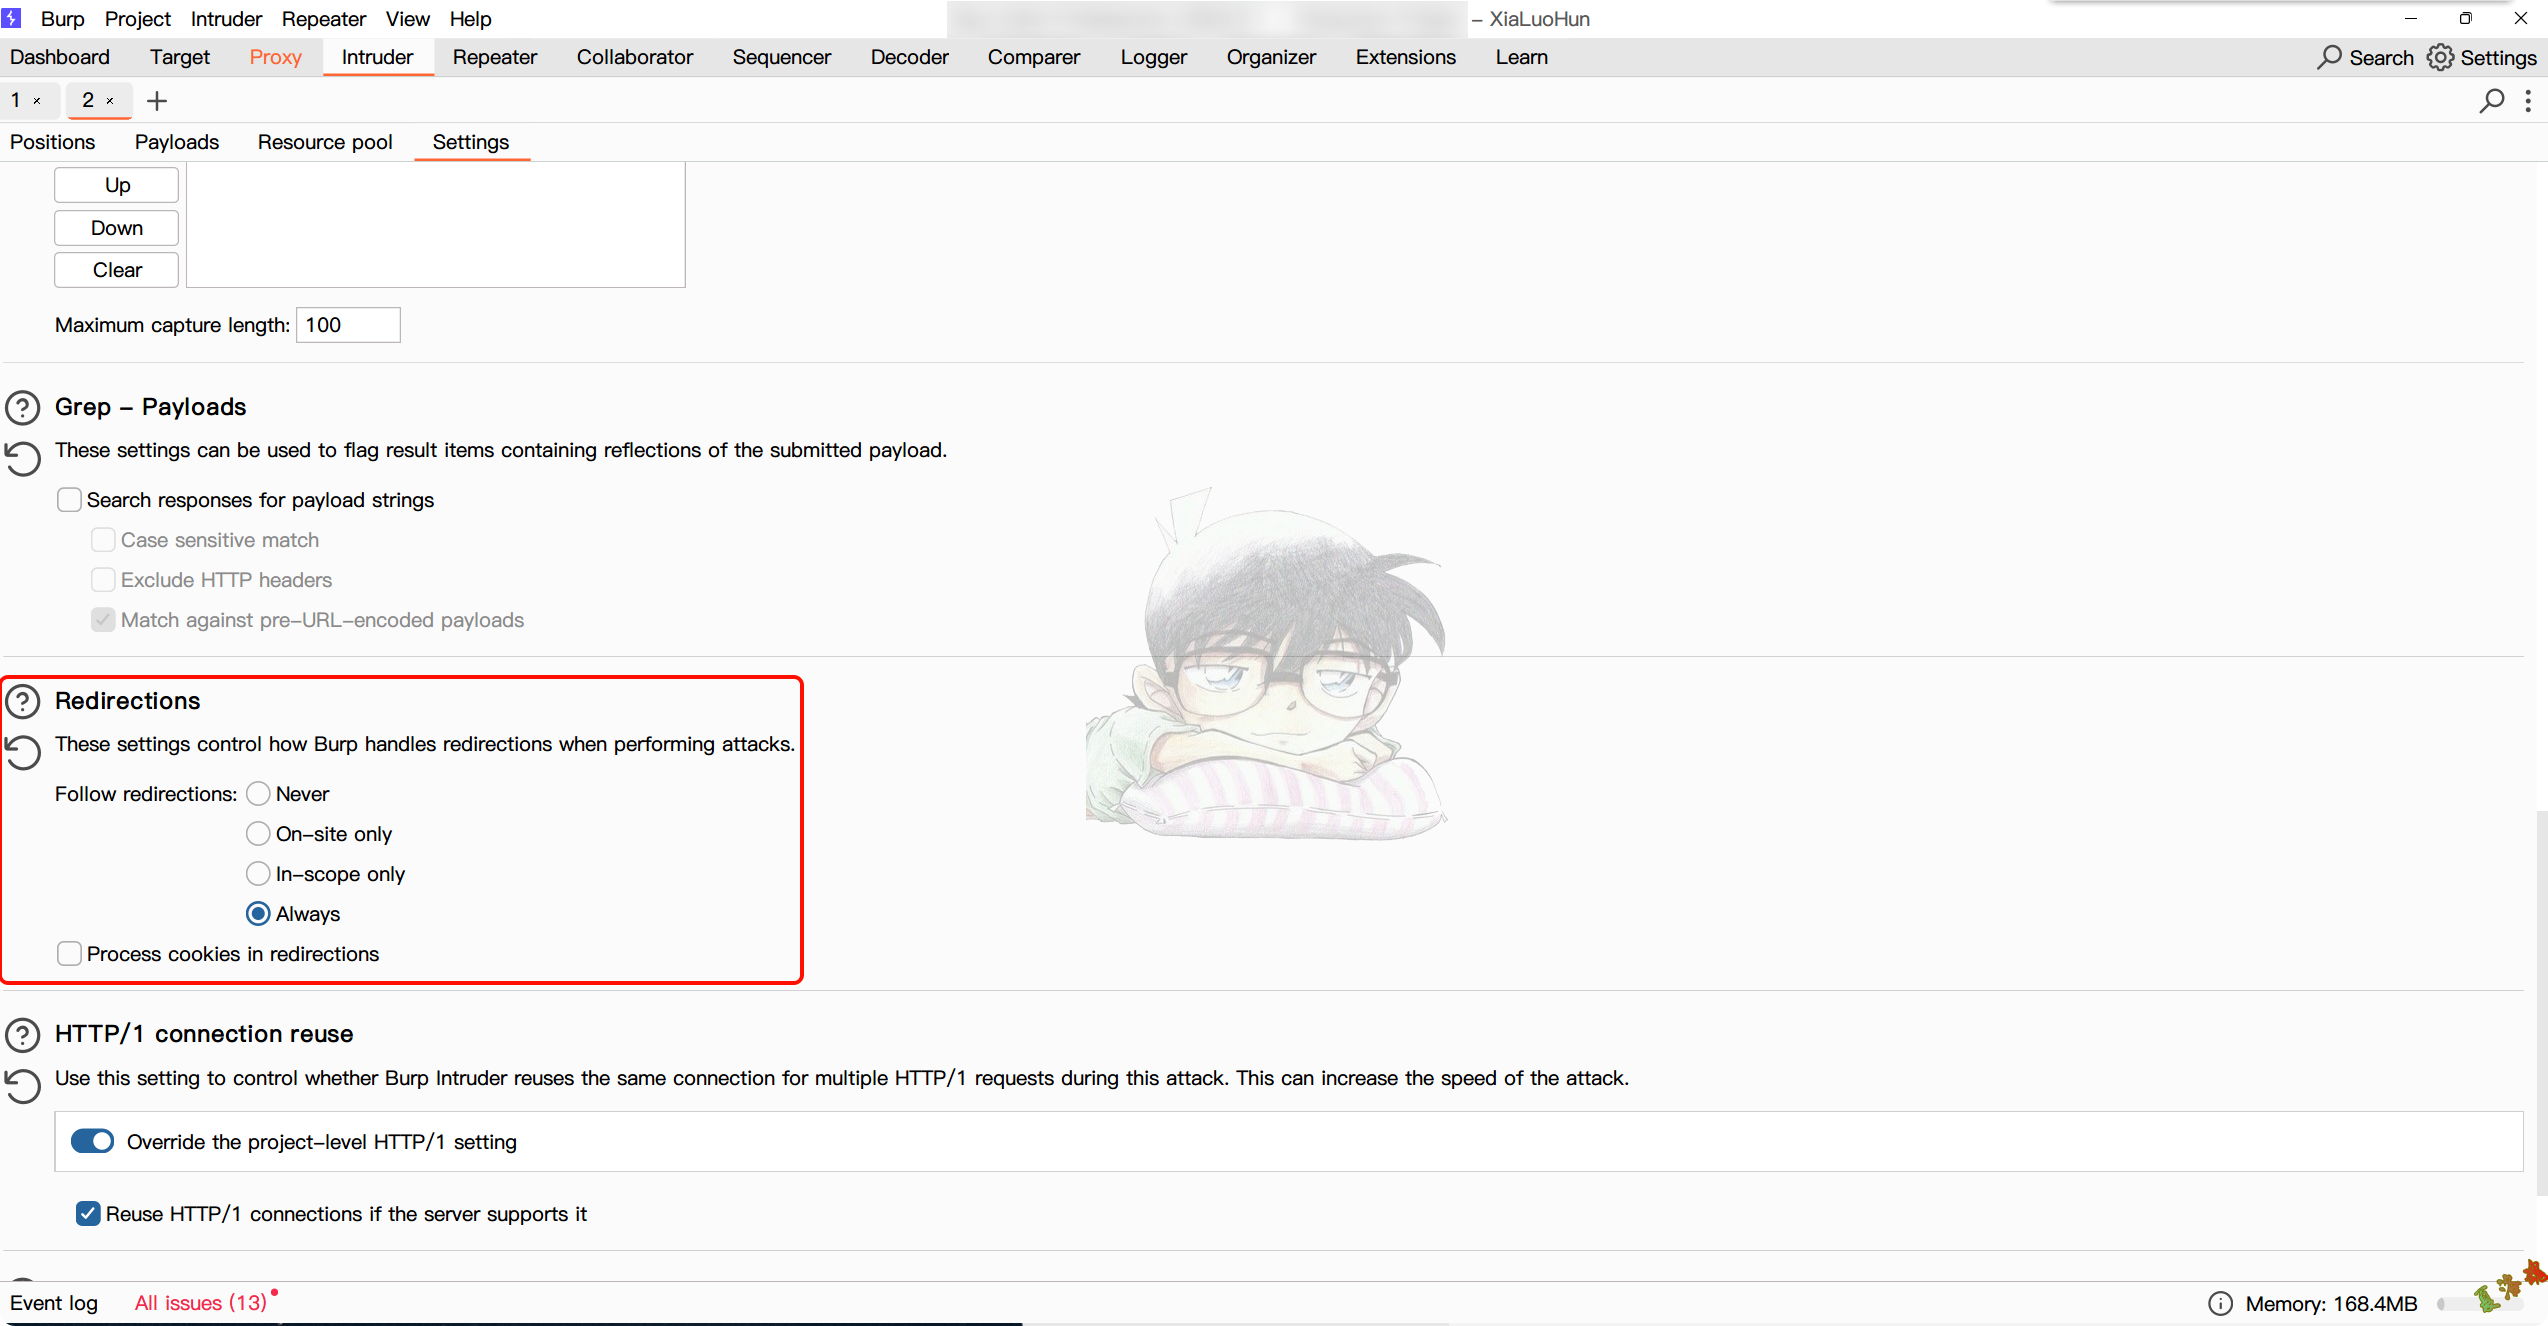 Burp Project Intruder Repeater View Help – XiaLuoHun
Dashboard Target Proxy Intruder Repeater Collaborator Sequencer Decoder Comparer Logger Organizer Extensions Learn Search Settings
1 × 2 × +
Positions Payloads Resource pool Settings
Up
Down
Clear
Maximum capture length: 100
Grep – Payloads
These settings can be used to flag result items containing reflections of the submitted payload.
Search responses for payload strings
Case sensitive match
Exclude HTTP headers
Match against pre-URL-encoded payloads
Redirections
These settings control how Burp handles redirections when performing attacks.
Follow redirections: Never
On-site only
In-scope only
Always
Process cookies in redirections
HTTP/1 connection reuse
Use this setting to control whether Burp Intruder reuses the same connection for multiple HTTP/1 requests during this attack. This can increase the speed of the attack.
Override the project-level HTTP/1 setting
Reuse HTTP/1 connections if the server supports it
Event log All issues (13) Memory: 168.4MB